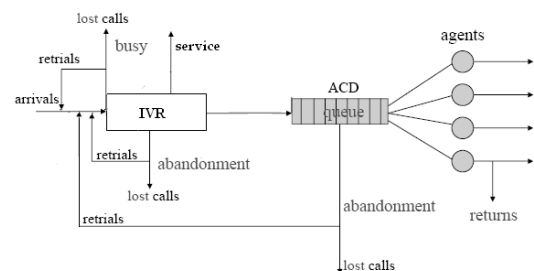 lost calls
busy
service
agents
retrials
arrivals
IVR
ACD
queue
retrials
abandonment
lost calls
retrials
abandonment
returns
lost calls